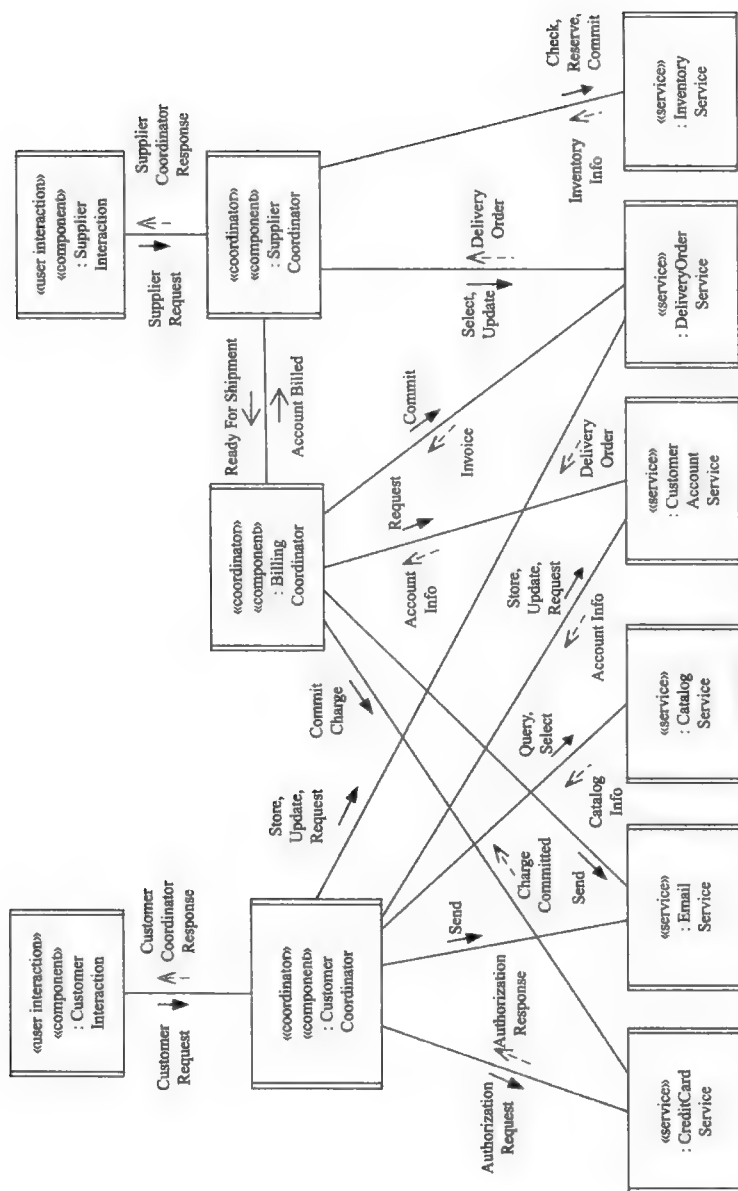 «user interaction»
«component»
: Customer
Interaction
«user interaction»
«component»
: Supplier
Interaction
Customer
Request
Customer
Coordinator
Response
Supplier
Request
Supplier
Coordinator
Response
«coordinator»
«component»
: Customer
Coordinator
«coordinator»
«component»
: Billing
Coordinator
Ready For Shipment
Account Billed
«coordinator»
«component»
: Supplier
Coordinator
Store,
Update,
Request
Commit
Charge
Account
Info
Request
Commit
Invoice
Select,
Update
Delivery
Order
Inventory
Info
Check,
Reserve,
Commit
Authorization
Request
Authorization
Response
Send
Charge
Committed
Send
Query,
Select
Catalog
Info
Store,
Update,
Request
Account Info
Delivery
Order
«service»
: CreditCard
Service
«service»
: Email
Service
«service»
: Catalog
Service
«service»
: Customer
Account
Service
«service»
: DeliveryOrder
Service
«service»
: Inventory
Service